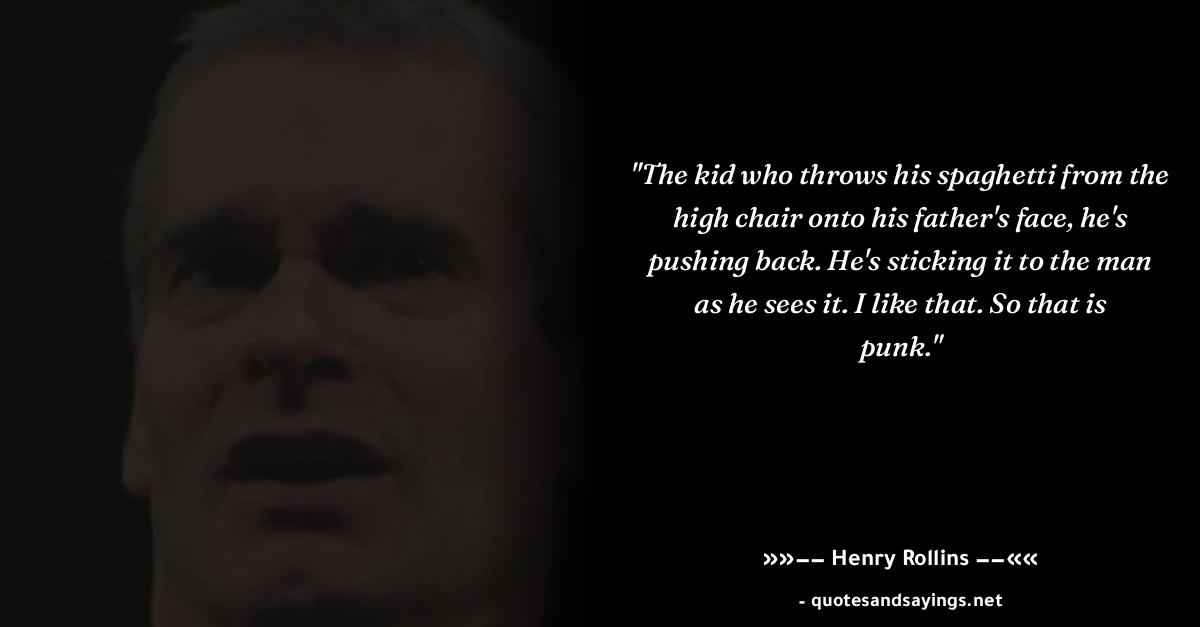 "The kid who throws his spaghetti from the
high chair onto his father's face, he's
pushing back. He's sticking it to the man
as he sees it. I like that. So that is
punk."
»»−− Henry Rollins −−««
- quotesandsayings.net